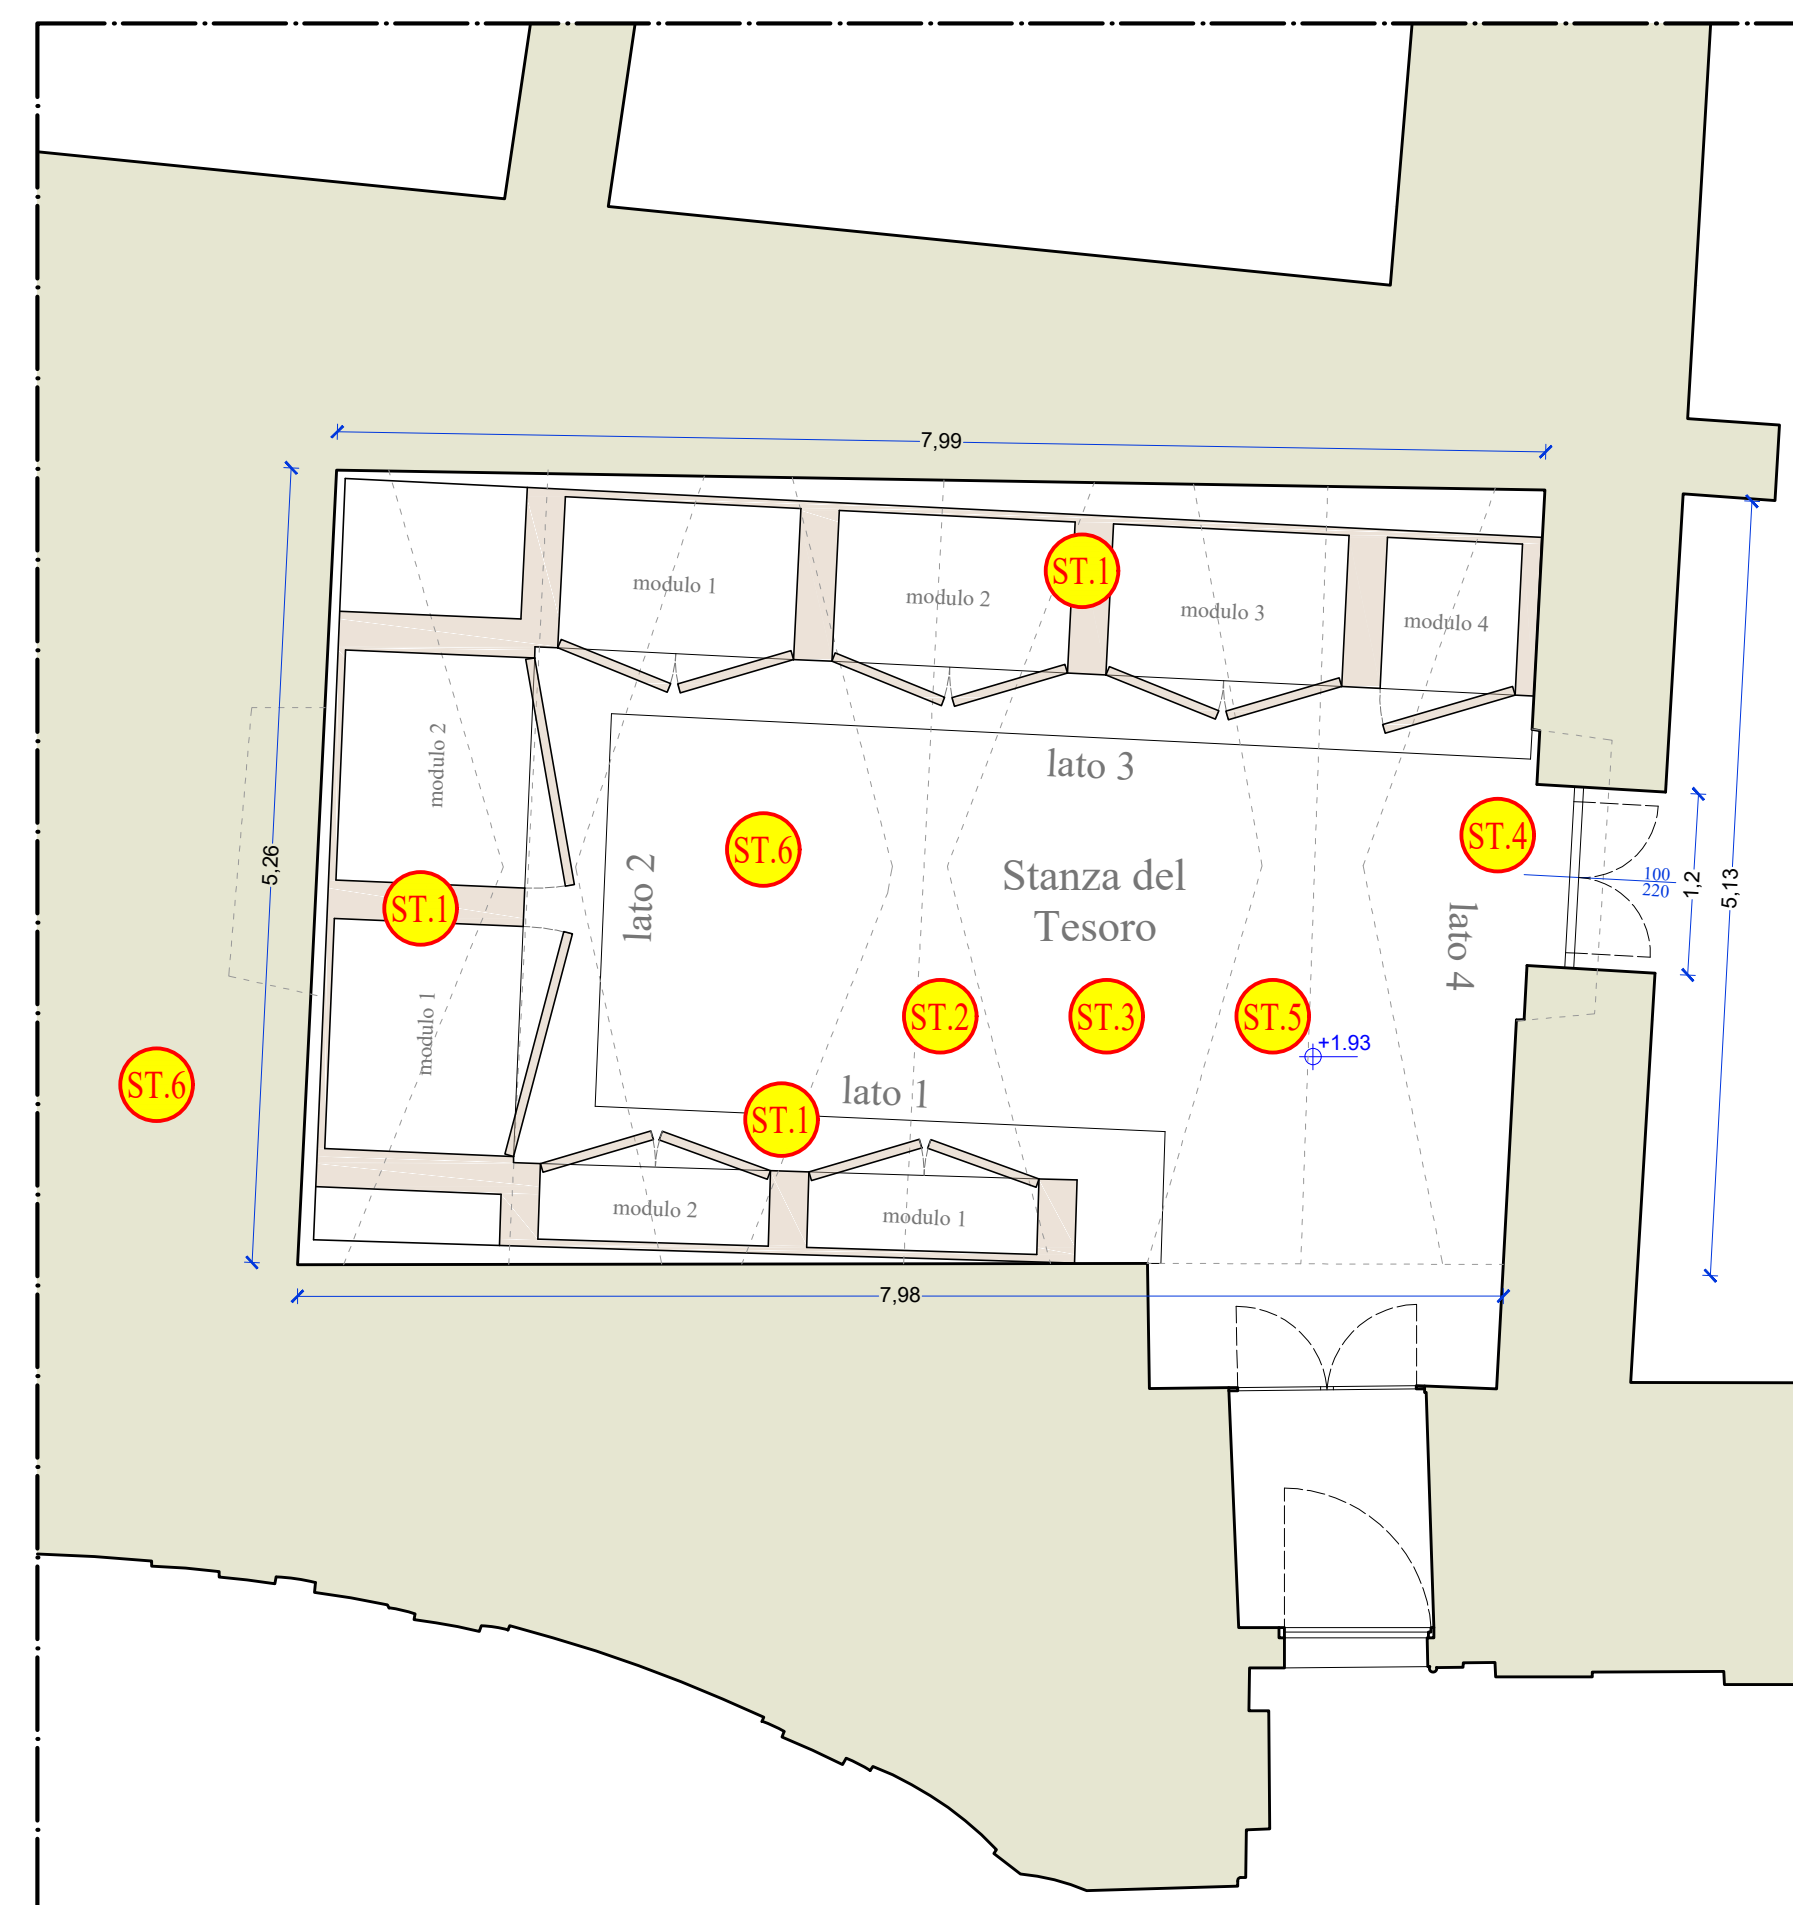 7,99
modulo 1
modulo 2
ST.1
modulo 3
modulo 4
modulo 2
lato 3
5,26
ST.6
ST.4
lato 2
Stanza del
Tesoro
100
220
1,2
5,13
ST.1
lato 4
modulo 1
ST.2
ST.3
ST.5
+1.93
ST.6
lato 1
ST.1
modulo 2
modulo 1
7,98